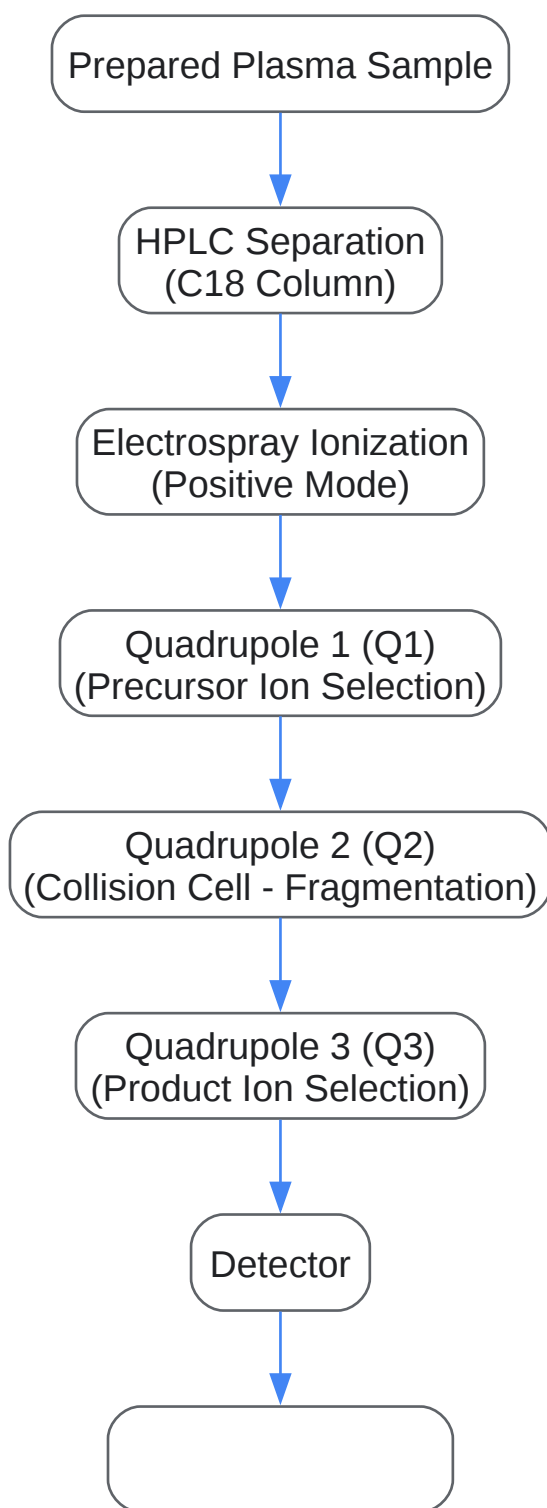 Prepared Plasma Sample
HPLC Separation
(C18 Column)
Electrospray Ionization
(Positive Mode)
Quadrupole 1 (Q1)
(Precursor Ion Selection)
Quadrupole 2 (Q2)
(Collision Cell - Fragmentation)
Quadrupole 3 (Q3)
(Product Ion Selection)
Detector